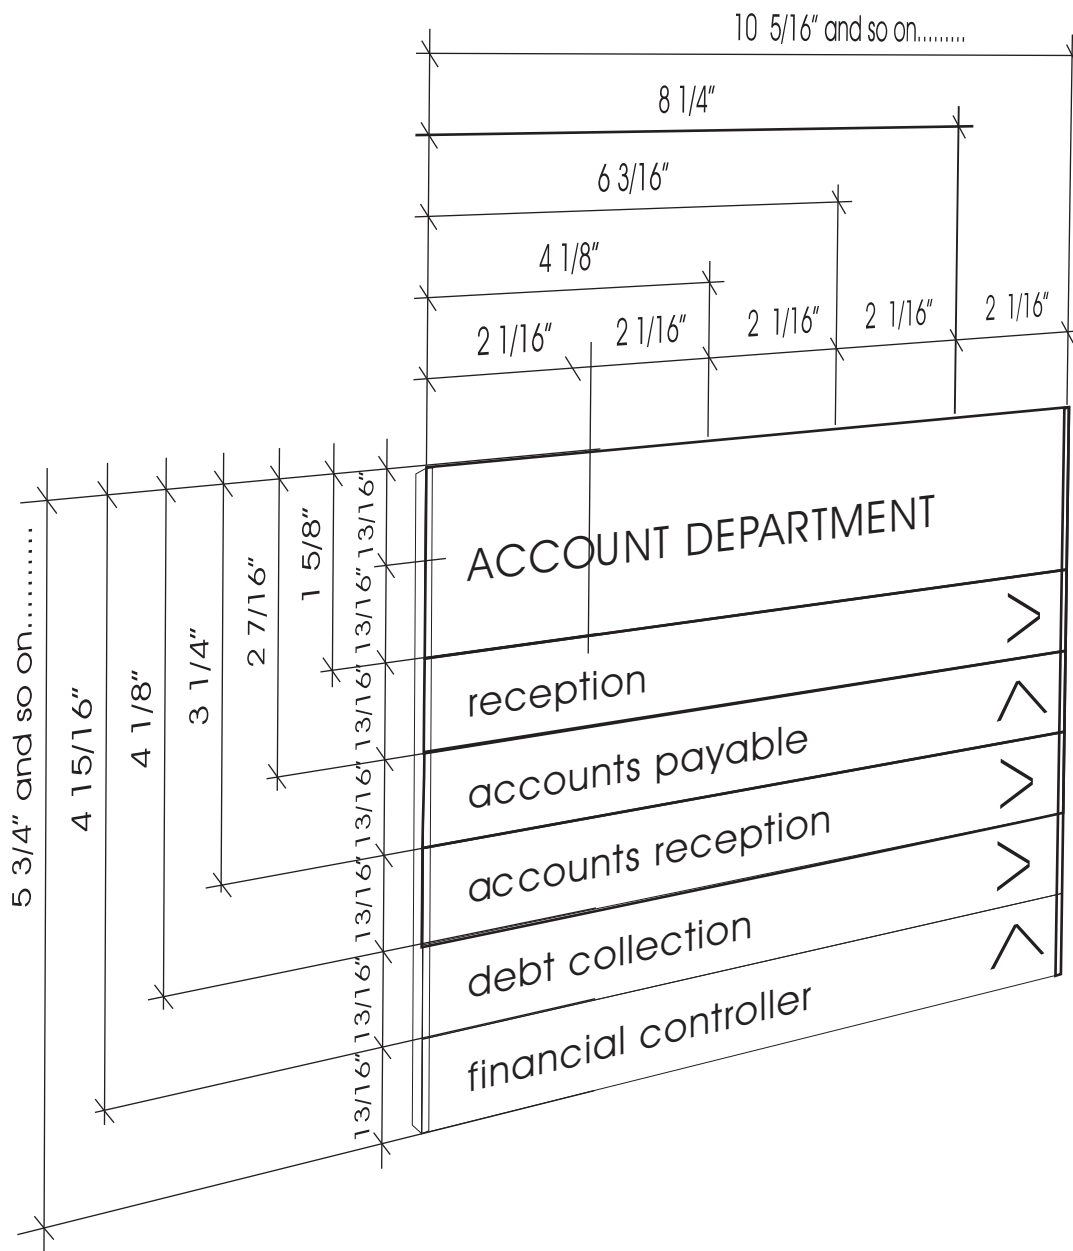 10 5/16" and so on.........
8 1/4"
6 3/16"
4 1/8"
2 1/16" 2 1/16" 2 1/16" 2 1/16" 2 1/16"
5 3/4" and so on...........
4 15/16"
4 1/8"
3 1/4"
2 7/16"
1 5/8"
13/16"
13/16"
13/16"
13/16"
13/16"
13/16"
13/16"
ACCOUNT DEPARTMENT
reception >
accounts payable
accounts reception >
debt collection >
financial controller